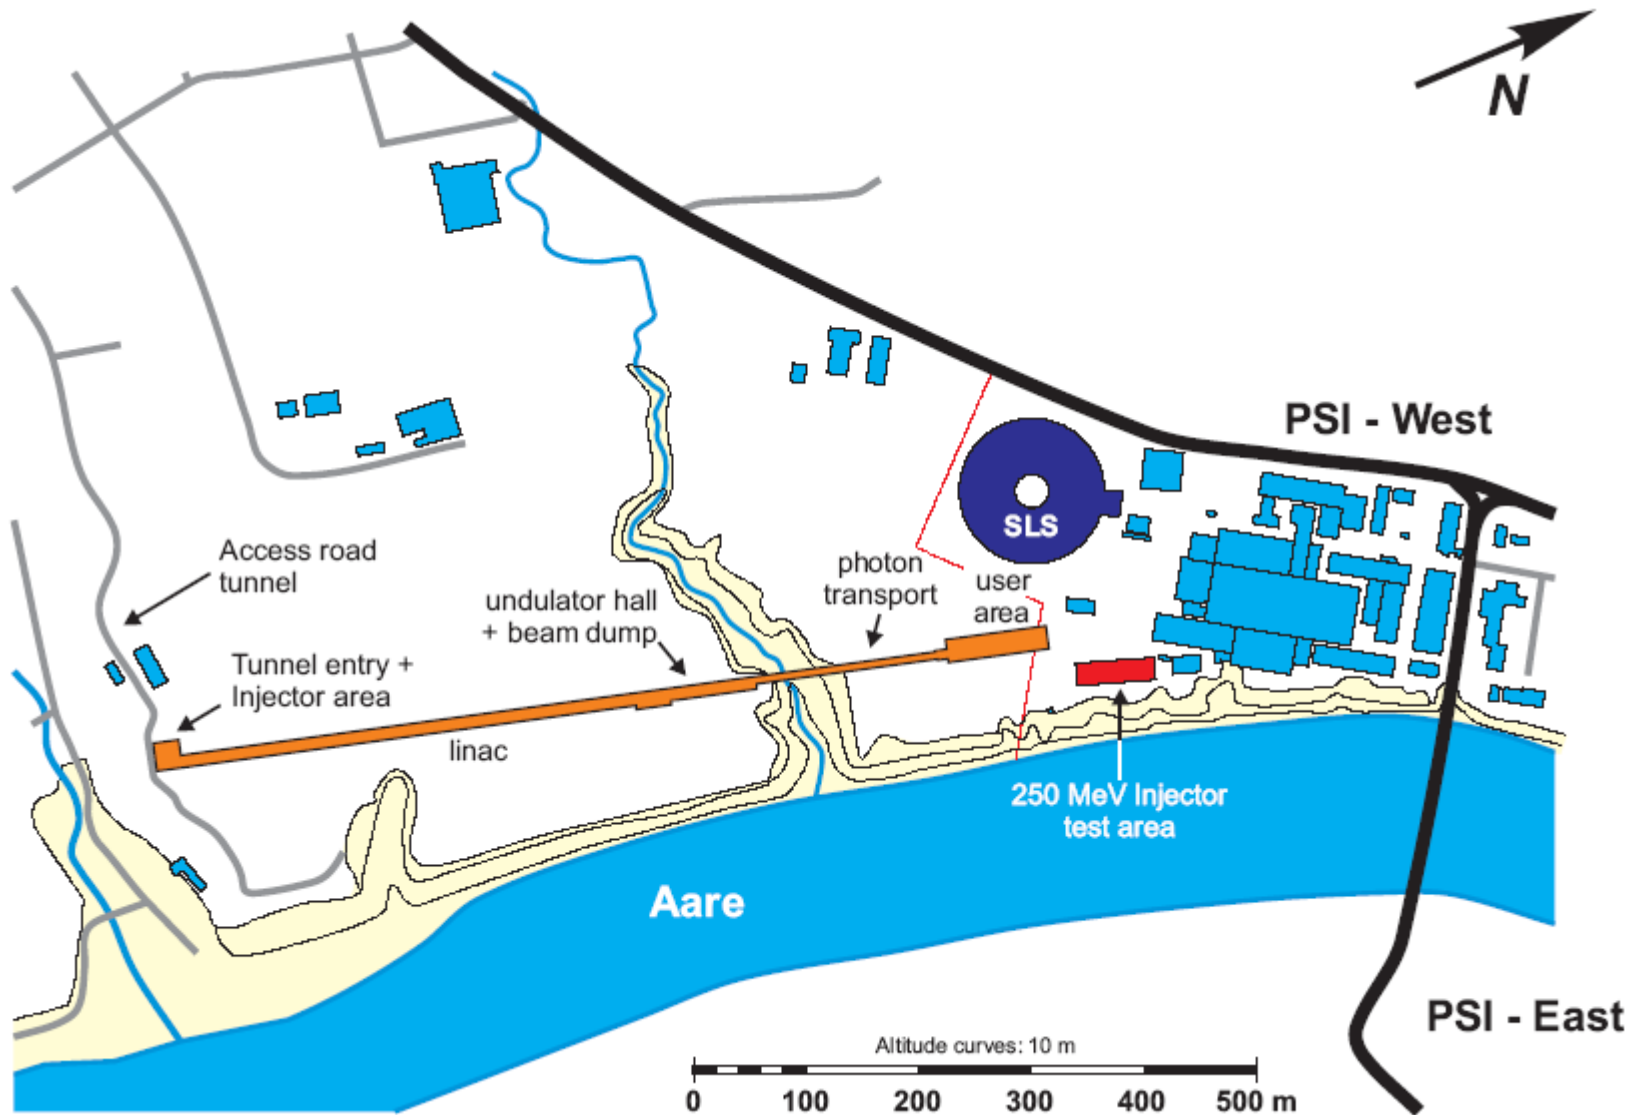 N
PSI - West
SLS
Access road
tunnel
photon
transport
user
area
undulator hall
+ beam dump
Tunnel entry +
Injector area
linac
250 MeV Injector
test area
Aare
PSI - East
Altitude curves: 10 m
0 100 200 300 400 500 m